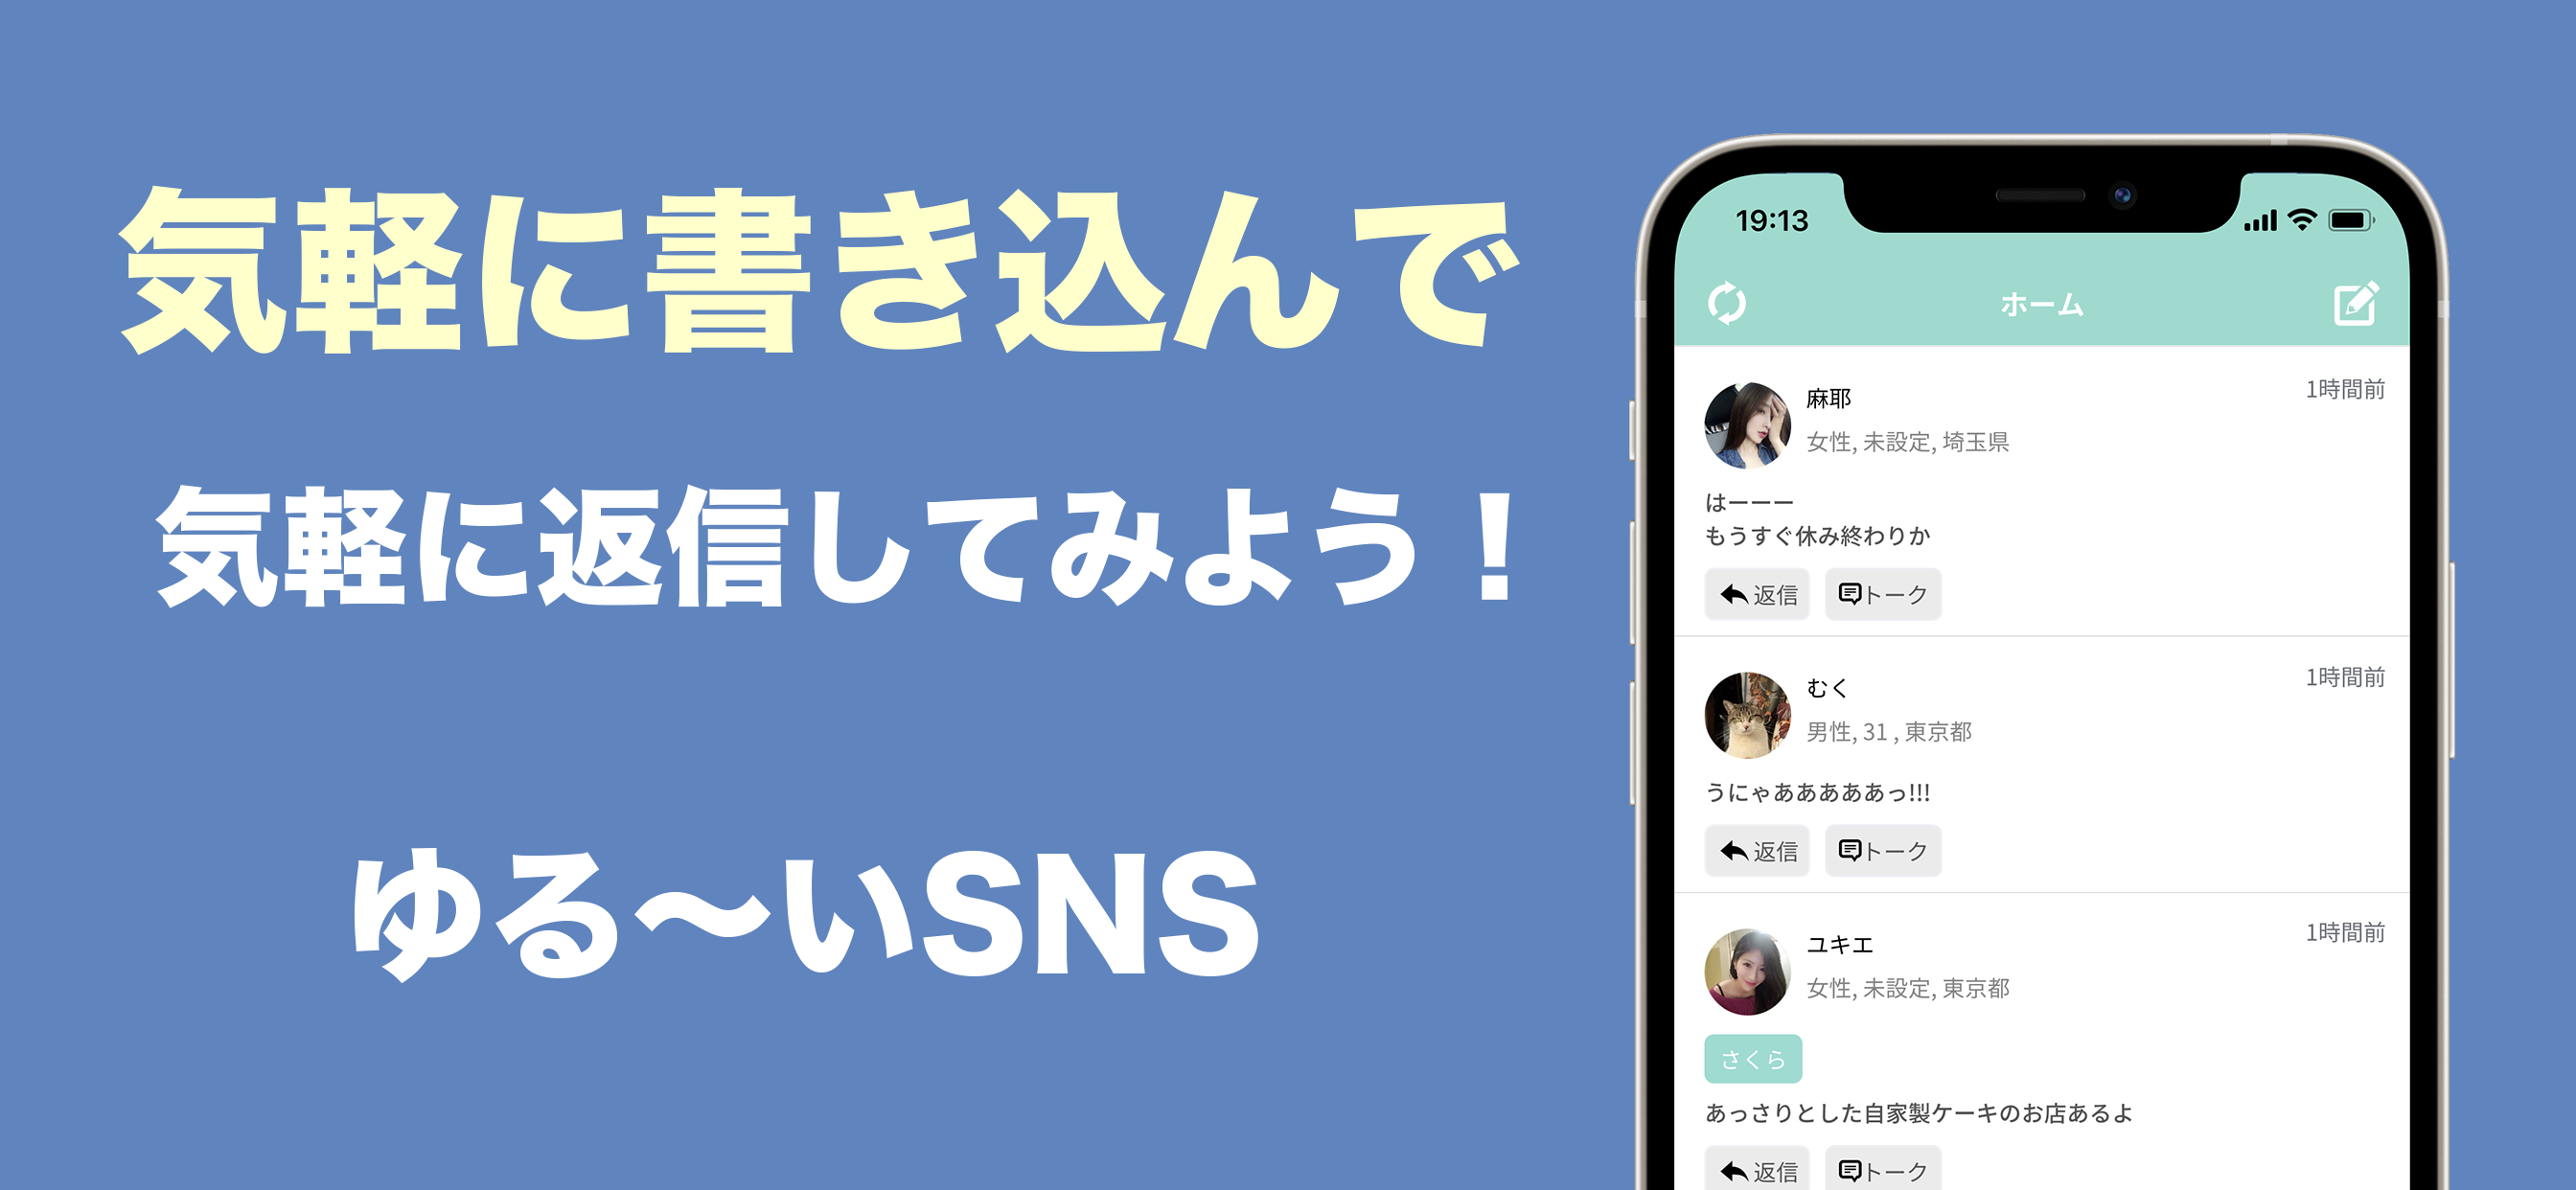 気軽に書き込んで
気軽に返信してみよう！
ゆる〜いSNS
19:13
ホーム
麻耶
1時間前
女性, 未設定, 埼玉県
はーーー
もうすぐ休み終わりか
返信 トーク
むく
1時間前
男性, 31 , 東京都
うにゃあああああっ!!!
返信 トーク
ユキエ
1時間前
女性, 未設定, 東京都
さくら
あっさりとした自家製ケーキのお店あるよ
返信 トーク